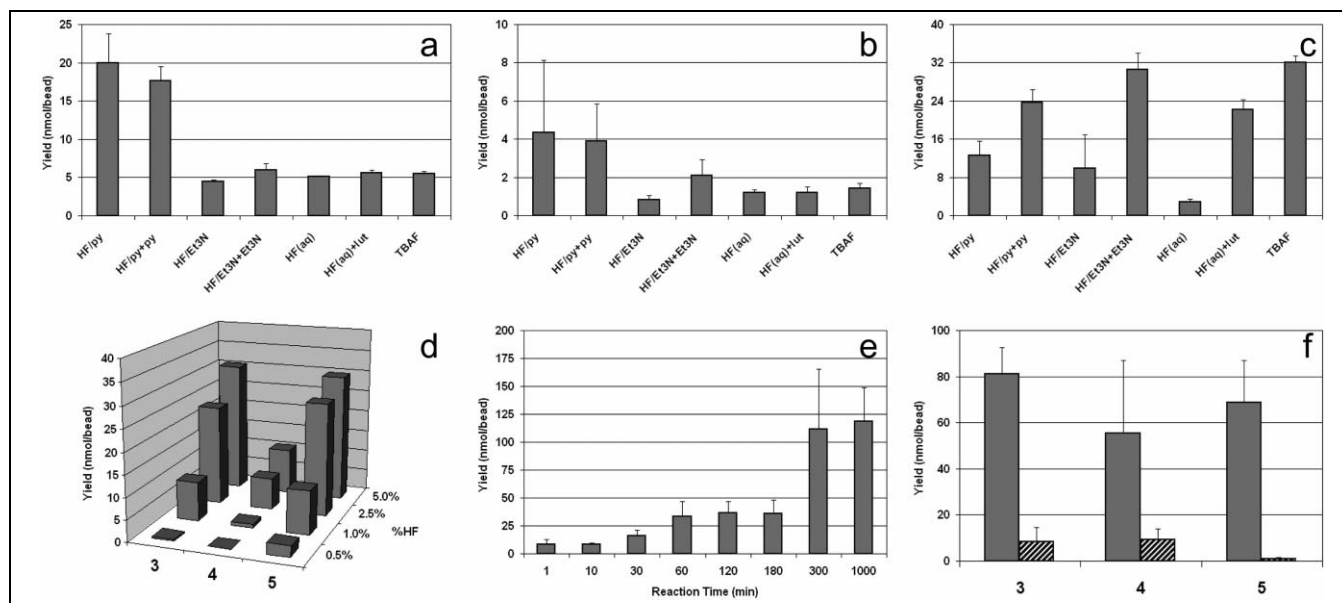 a
25
20
15
10
5
0
Yield (nmol/bead)
HF/py
HF/py+py
HF/Et3N
HF/Et3N+Et3N
HF(aq)
HF(aq)+lut
TBAF
b
10
8
6
4
2
0
Yield (nmol/bead)
HF/py
HF/py+py
HF/Et3N
HF/Et3N+Et3N
HF(aq)
HF(aq)+lut
TBAF
c
40
32
24
16
8
0
Yield (nmol/bead)
HF/py
HF/py+py
HF/Et3N
HF/Et3N+Et3N
HF(aq)
HF(aq)+lut
TBAF
d
40
35
30
25
20
15
10
5
0
Yield (nmol/bead)
3
4
5
5.0%
2.5%
1.0%
0.5%
%HF
e
200
175
150
125
100
75
50
25
0
Yield (nmol/bead)
1 10 30 60 120 180 300 1000
Reaction Time (min)
f
100
80
60
40
20
0
Yield (nmol/bead)
3 4 5